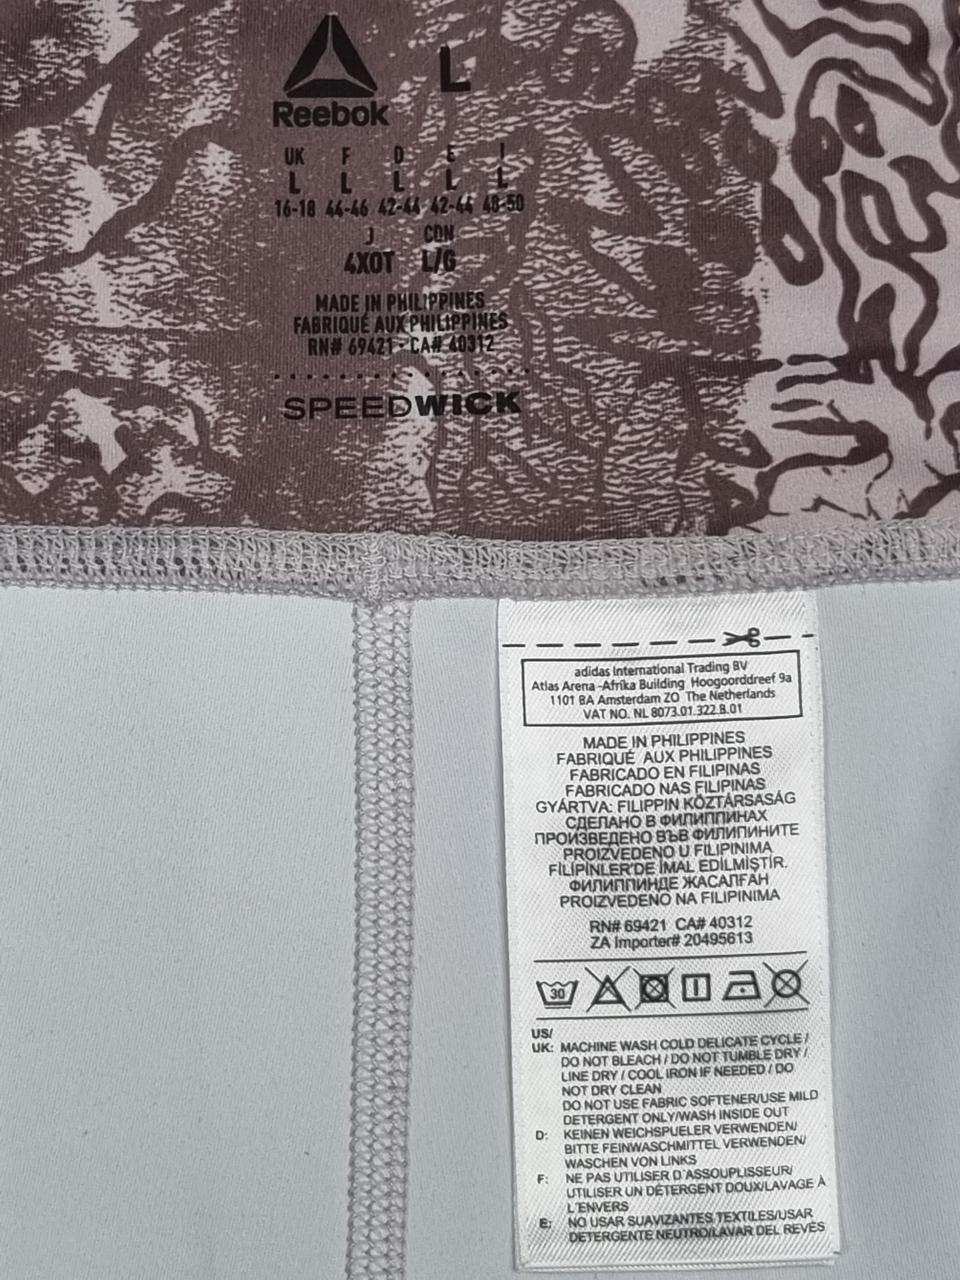 Reebok
L
UK F D E I
L L L L L
16-18 44-46 42-44 42-44 48-50
J CDN
4XOT L/G
MADE IN PHILIPPINES
FABRIQUÉ AUX PHILIPPINES
RN# 69421 - CA# 40312
SPEEDWICK
adidas International Trading BV
Atlas Arena -Afrika Building Hoogoorddreef 9a
1101 BA Amsterdam ZO The Netherlands
VAT NO. NL 8073.01.322.B.01
MADE IN PHILIPPINES
FABRIQUÉ AUX PHILIPPINES
FABRICADO EN FILIPINAS
FABRICADO NAS FILIPINAS
GYÁRTVA: FILIPPIN KÖZTÁRSASÁG
СДЕЛАНО В ФИЛИППИНАХ
ПРОИЗВЕДЕНО ВЪВ ФИЛИПИНИТЕ
PROIZVEDENO U FILIPINIMA
FİLİPİNLER'DE İMAL EDİLMİŞTİR.
ФИЛИППИНДЕ ЖАСАЛҒАН
PROIZVEDENO NA FILIPINIMA
RN# 69421 CA# 40312
ZA Importer# 20495613
30
US/
UK: MACHINE WASH COLD DELICATE CYCLE /
DO NOT BLEACH / DO NOT TUMBLE DRY /
LINE DRY / COOL IRON IF NEEDED / DO
NOT DRY CLEAN
DO NOT USE FABRIC SOFTENER/USE MILD
DETERGENT ONLY/WASH INSIDE OUT
D: KEINEN WEICHSPUELER VERWENDEN/
BITTE FEINWASCHMITTEL VERWENDEN/
WASCHEN VON LINKS
F: NE PAS UTILISER D'ASSOUPLISSEUR/
UTILISER UN DÉTERGENT DOUX/LAVAGE À
L'ENVERS
E: NO USAR SUAVIZANTES TEXTILES/USAR
DETERGENTE NEUTRO/LAVAR DEL REVÉS